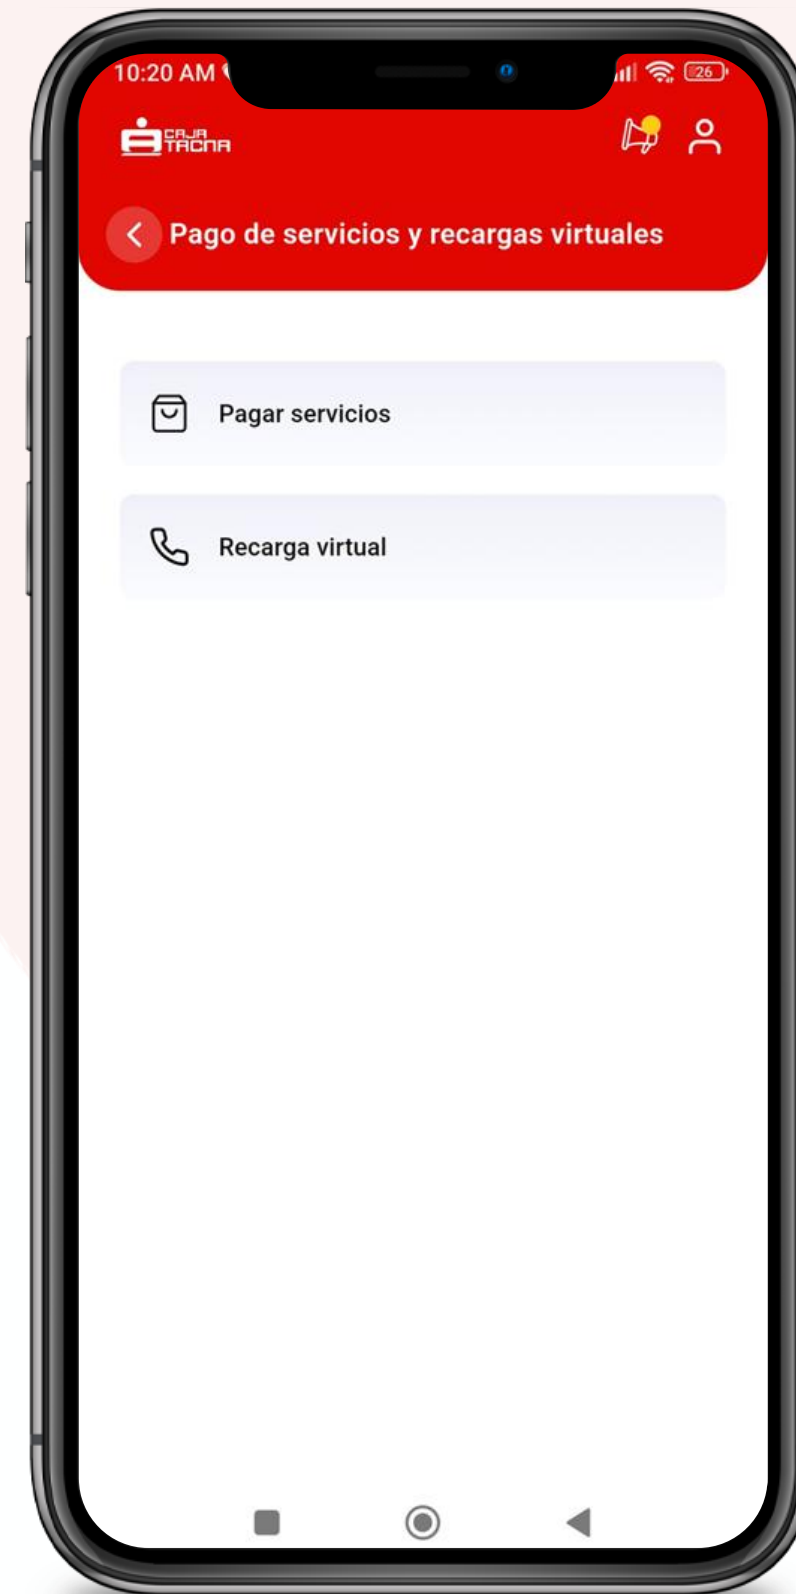 10:20 AM
26
CAJA
TACNA
Pago de servicios y recargas virtuales
Pagar servicios
Recarga virtual